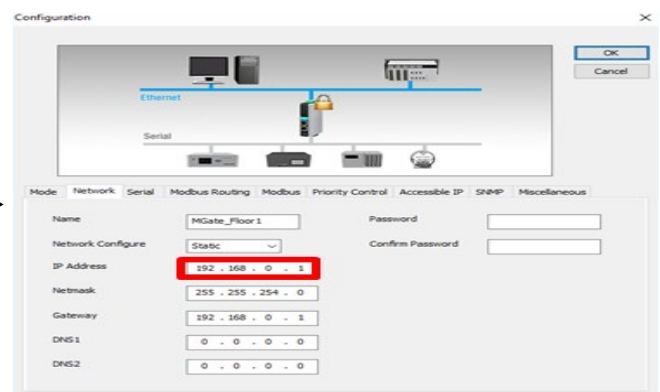 Configuration
OK
Cancel
Ethernet
Serial
Mode Network Serial Modbus Routing Modbus Priority Control Accessible IP SNMP Miscellaneous
Name MGate_Floor1 Password
Network Configure Static Confirm Password
IP Address 192 . 168 . 0 . 1
Netmask 255 . 255 . 254 . 0
Gateway 192 . 168 . 0 . 1
DNS1 0 . 0 . 0 . 0
DNS2 0 . 0 . 0 . 0